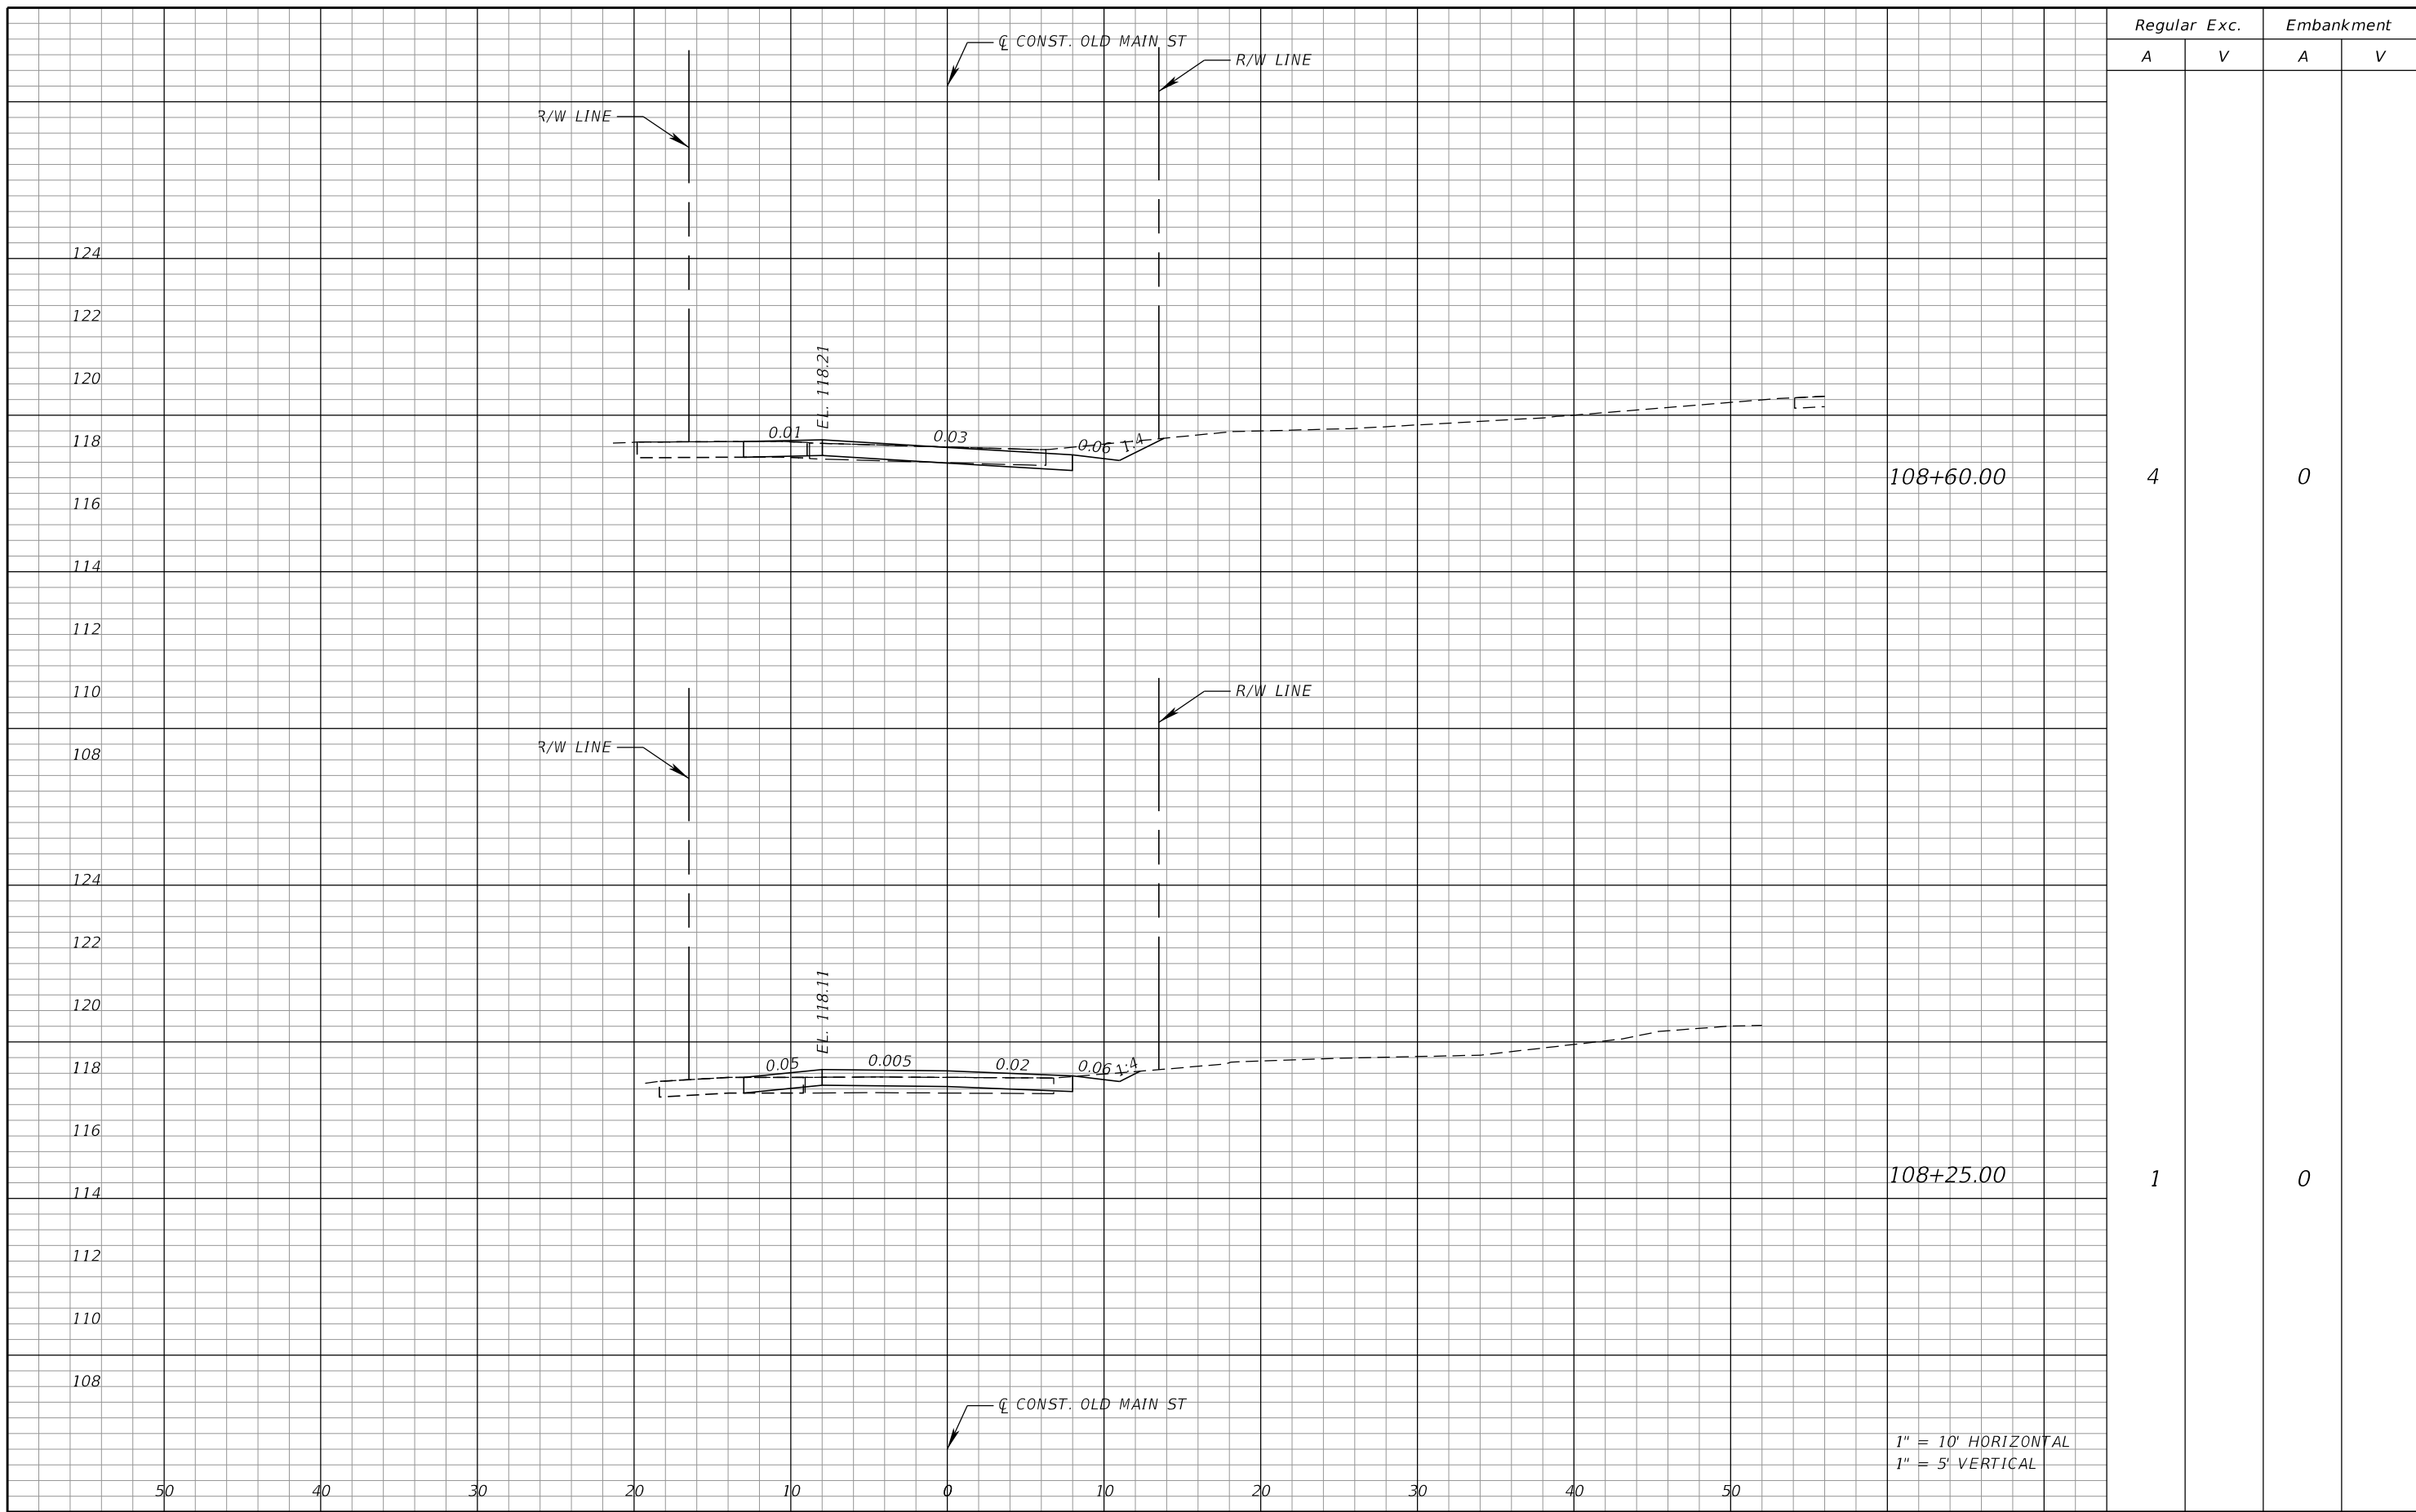 Regular Exc. Embankment
A V A V
℄ CONST. OLD MAIN ST
R/W LINE
R/W LINE
124
122
120
EL. 118.21
118
0.01 0.03 0.06 1:4
116
108+60.00 4 0
114
112
110
R/W LINE
R/W LINE
108
124
122
120
EL. 118.11
118
0.05 0.005 0.02 0.06 1:4
116
108+25.00 1 0
114
112
110
108
℄ CONST. OLD MAIN ST
1" = 10' HORIZONTAL
1" = 5' VERTICAL
50 40 30 20 10 0 10 20 30 40 50